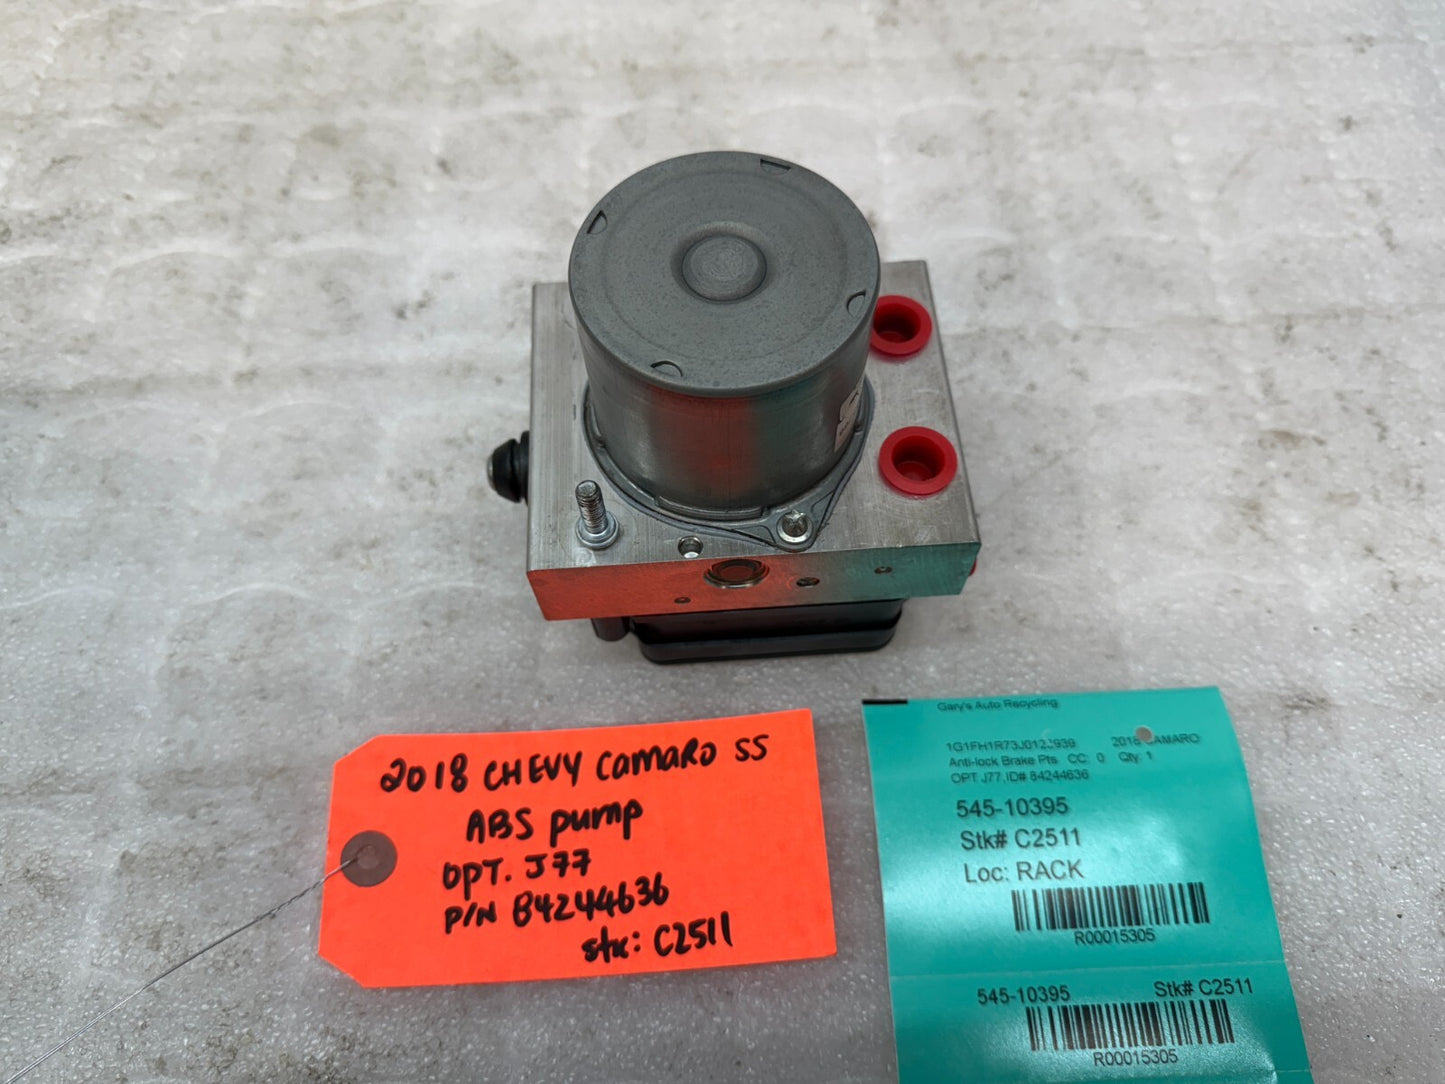 2018 CHEVY CAMARO SS
ABS pump
OPT. J77
P/N 84244636
stk: C2511
Gary's Auto Recycling
2018 CAMARO
Anti-lock Brake Pts CC: 0 Qty: 1
OPT J77,ID# 84244636
545-10395
Stk# C2511
Loc: RACK
R00015305
545-10395 Stk# C2511
R00015305